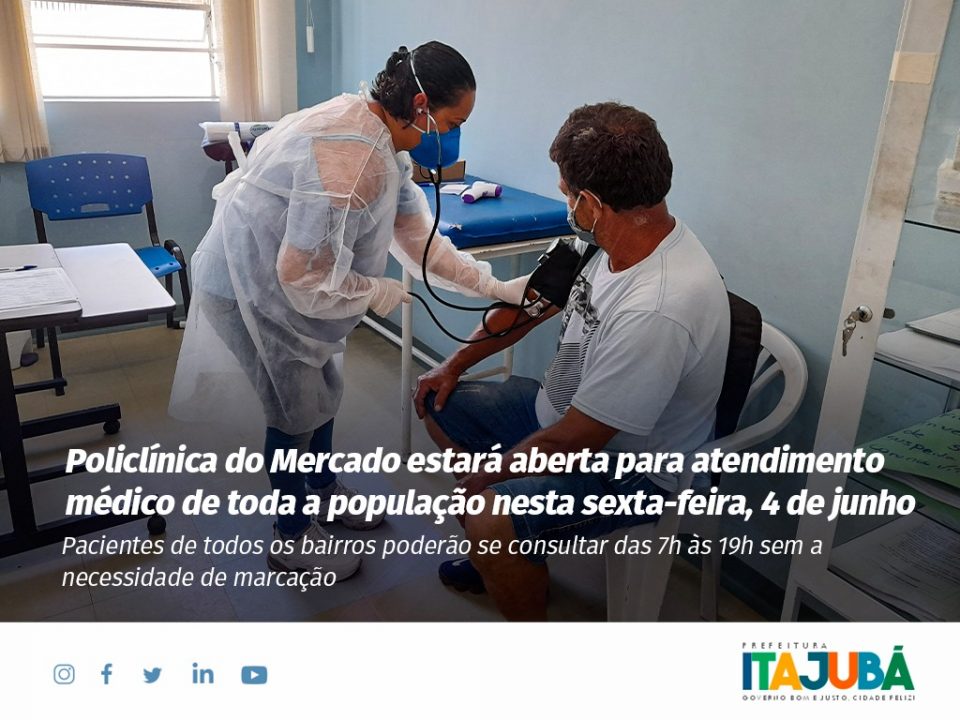 Policlínica do Mercado estará aberta para atendimento
médico de toda a população nesta sexta-feira, 4 de junho
Pacientes de todos os bairros poderão se consultar das 7h às 19h sem a
necessidade de marcação
PREFEITURA
ITAJUBÁ
GOVERNO BOM E JUSTO, CIDADE FELIZ!